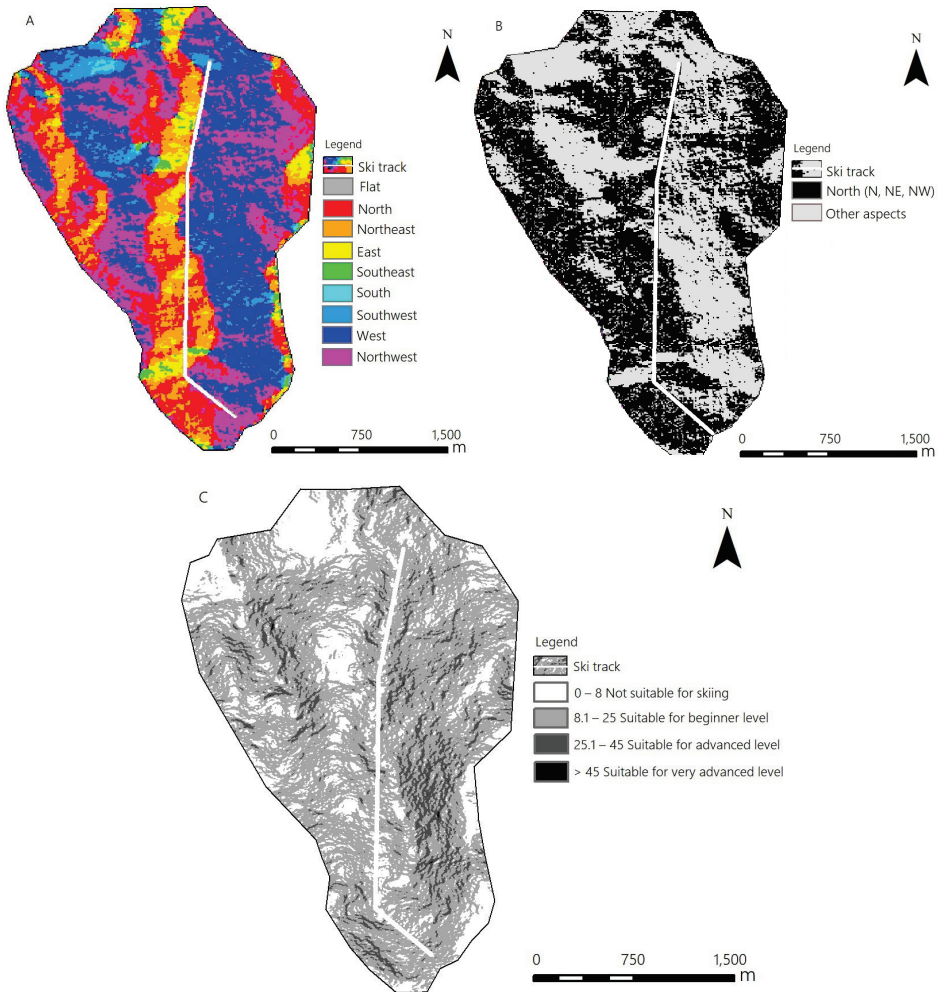 A
N
Legend
Ski track
Flat
North
Northeast
East
Southeast
South
Southwest
West
Northwest
0 750 1,500
m
B
N
Legend
Ski track
North (N, NE, NW)
Other aspects
0 750 1,500
m
C
N
Legend
Ski track
0 – 8 Not suitable for skiing
8.1 – 25 Suitable for beginner level
25.1 – 45 Suitable for advanced level
> 45 Suitable for very advanced level
0 750 1,500
m